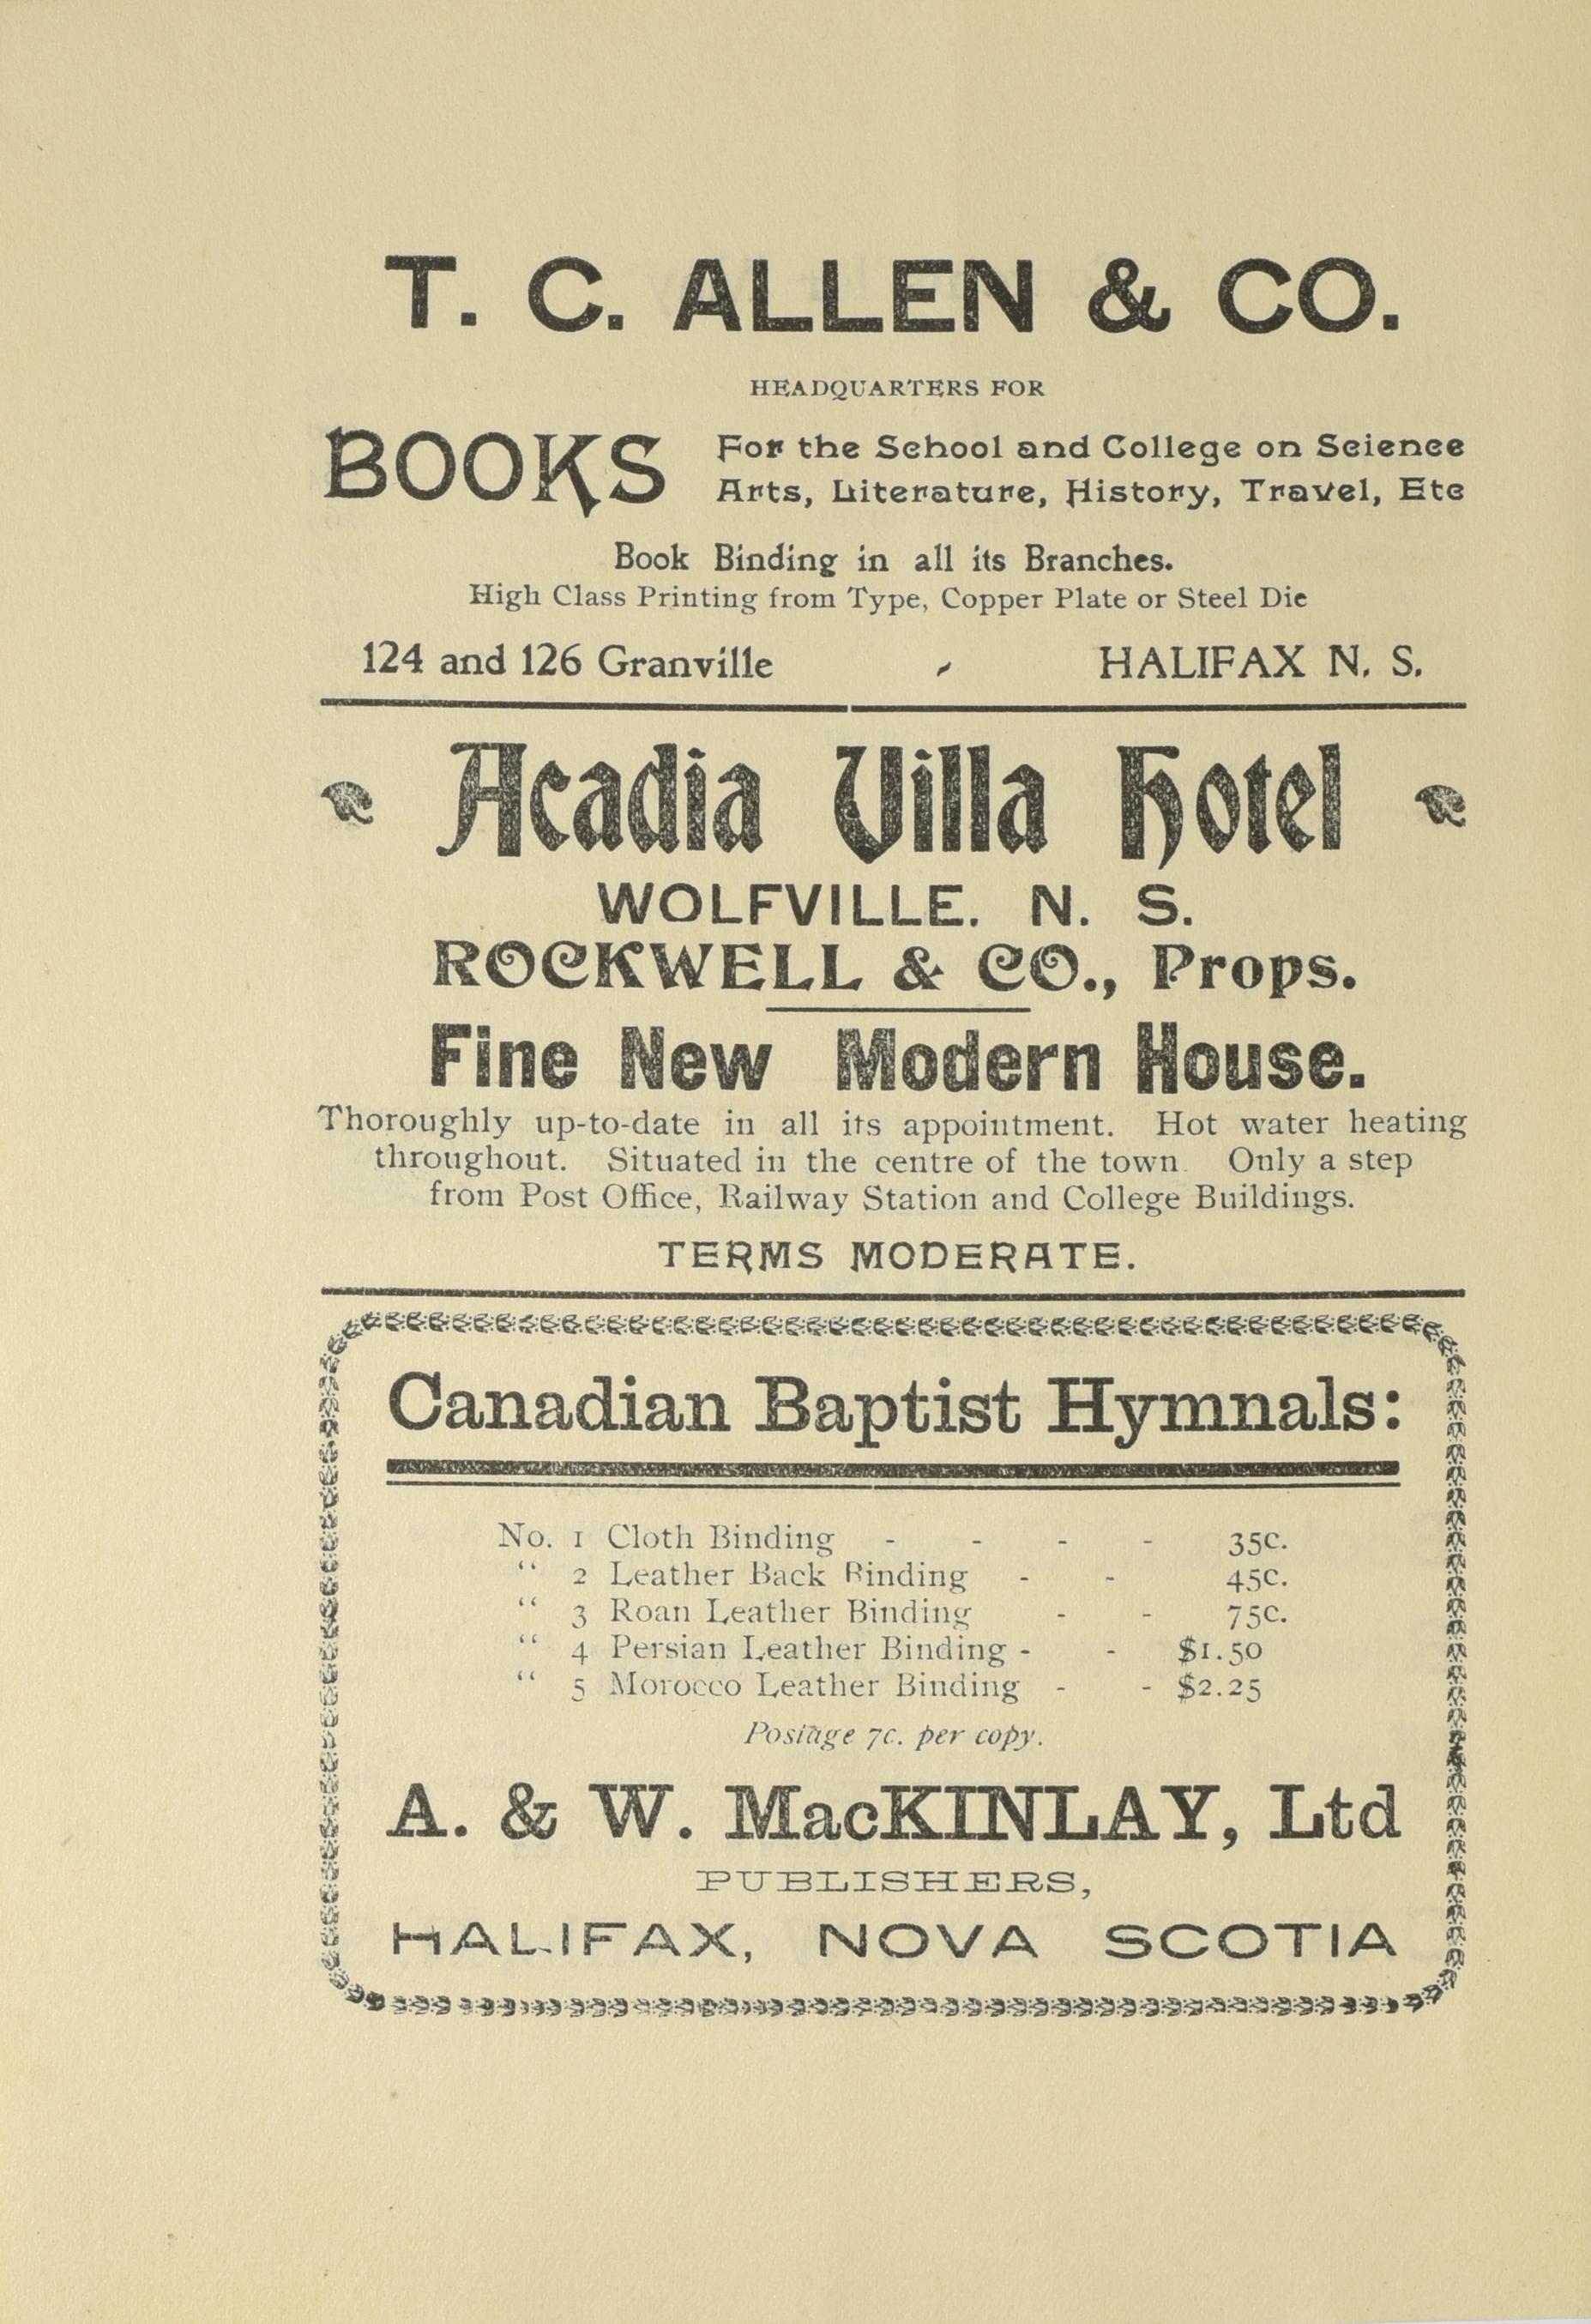 T. C. ALLEN & CO.
HEADQUARTERS FOR
BOOKS
For the School and College on Science
Arts, Literature, History, Travel, Etc
Book Binding in all its Branches.
High Class Printing from Type, Copper Plate or Steel Die
124 and 126 Granville - HALIFAX N. S.
Acadia Villa Hotel
WOLFVILLE. N. S.
ROCKWELL & CO., Props.
Fine New Modern House.
Thoroughly up-to-date in all its appointment. Hot water heating
throughout. Situated in the centre of the town. Only a step
from Post Office, Railway Station and College Buildings.
TERMS MODERATE.
Canadian Baptist Hymnals:
No. 1 Cloth Binding - - - - 35c.
“ 2 Leather Back Binding - - 45c.
“ 3 Roan Leather Binding - - 75c.
“ 4 Persian Leather Binding - - $1.50
“ 5 Morocco Leather Binding - - $2.25
Postage 7c. per copy.
A. & W. MacKINLAY, Ltd
PUBLISHERS,
HALIFAX, NOVA SCOTIA